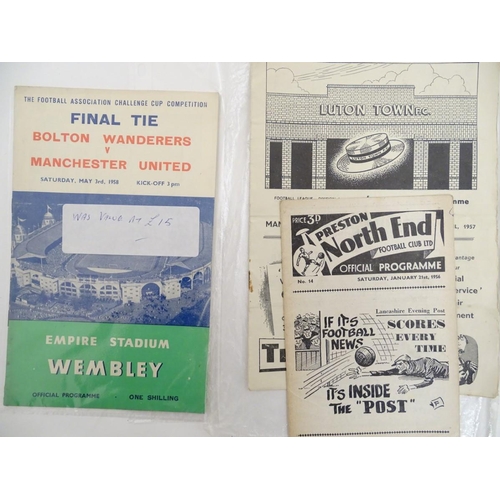 THE FOOTBALL ASSOCIATION CHALLENGE CUP COMPETITION
FINAL TIE
BOLTON WANDERERS
v
MANCHESTER UNITED
SATURDAY, MAY 3rd, 1958 KICK-OFF 3 pm
WAS VALUED AT £15
EMPIRE STADIUM
WEMBLEY
OFFICIAL PROGRAMME ONE SHILLING
LUTON TOWN F.C.
FOOTBALL LEAGUE
1957
PRICE 3D
PRESTON
North End
FOOTBALL CLUB LTD
OFFICIAL PROGRAMME
No. 14 SATURDAY, JANUARY 21st, 1956
Lancashire Evening Post
IF IT'S
FOOTBALL
NEWS
SCORES
EVERY
TIME
IT'S INSIDE
THE "POST"